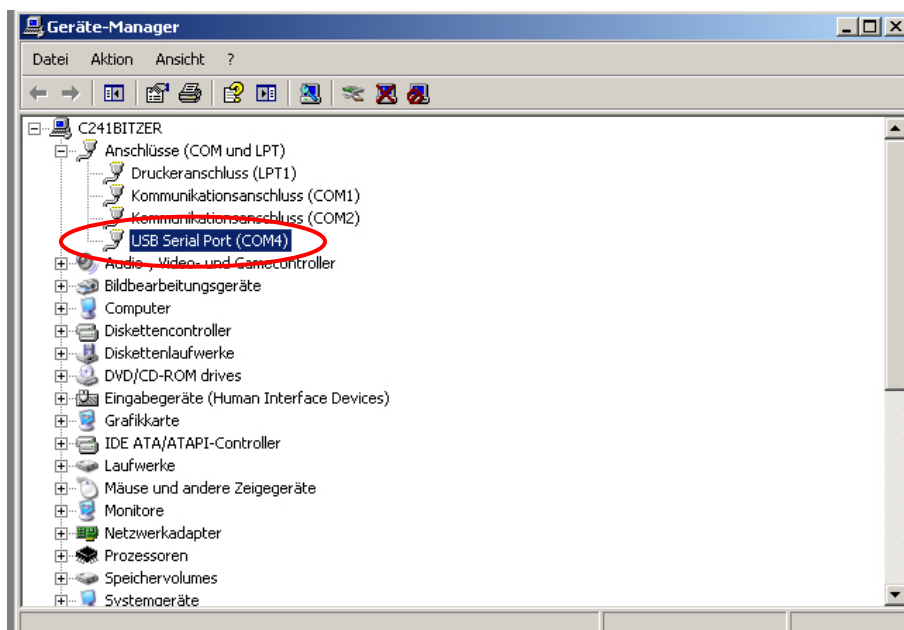 Geräte-Manager
Datei Aktion Ansicht ?
C241BITZER
Anschlüsse (COM und LPT)
Druckeranschluss (LPT1)
Kommunikationsanschluss (COM1)
Kommunikationsanschluss (COM2)
USB Serial Port (COM4)
Audio-, Video- und Gamecontroller
Bildbearbeitungsgeräte
Computer
Diskettencontroller
Diskettenlaufwerke
DVD/CD-ROM drives
Eingabegeräte (Human Interface Devices)
Grafikkarte
IDE ATA/ATAPI-Controller
Laufwerke
Mäuse und andere Zeigegeräte
Monitore
Netzwerkadapter
Prozessoren
Speichervolumes
Systemgeräte